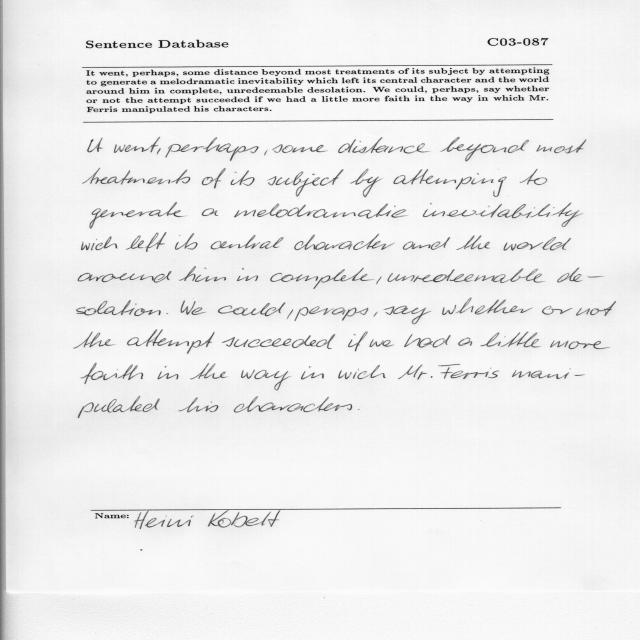 Sentence Database C03-087
It went, perhaps, some distance beyond most treatments of its subject by attempting
to generate a melodramatic inevitability which left its central character and the world
around him in complete, unredeemable desolation. We could, perhaps, say whether
or not the attempt succeeded if we had a little more faith in the way in which Mr.
Ferris manipulated his characters.
It went, perhaps, some distance beyond most
treatments of its subject by attemping to
generate a melodramatic inevitability
wich left its central character and the world
around him in complete, unredeemable de-
solation. We could, peraps, say whether or not
the attempt succeeded if we had a little more
faith in the way in wich Mr. Ferris mani-
pulated his characters.
Name: Heini Kobelt